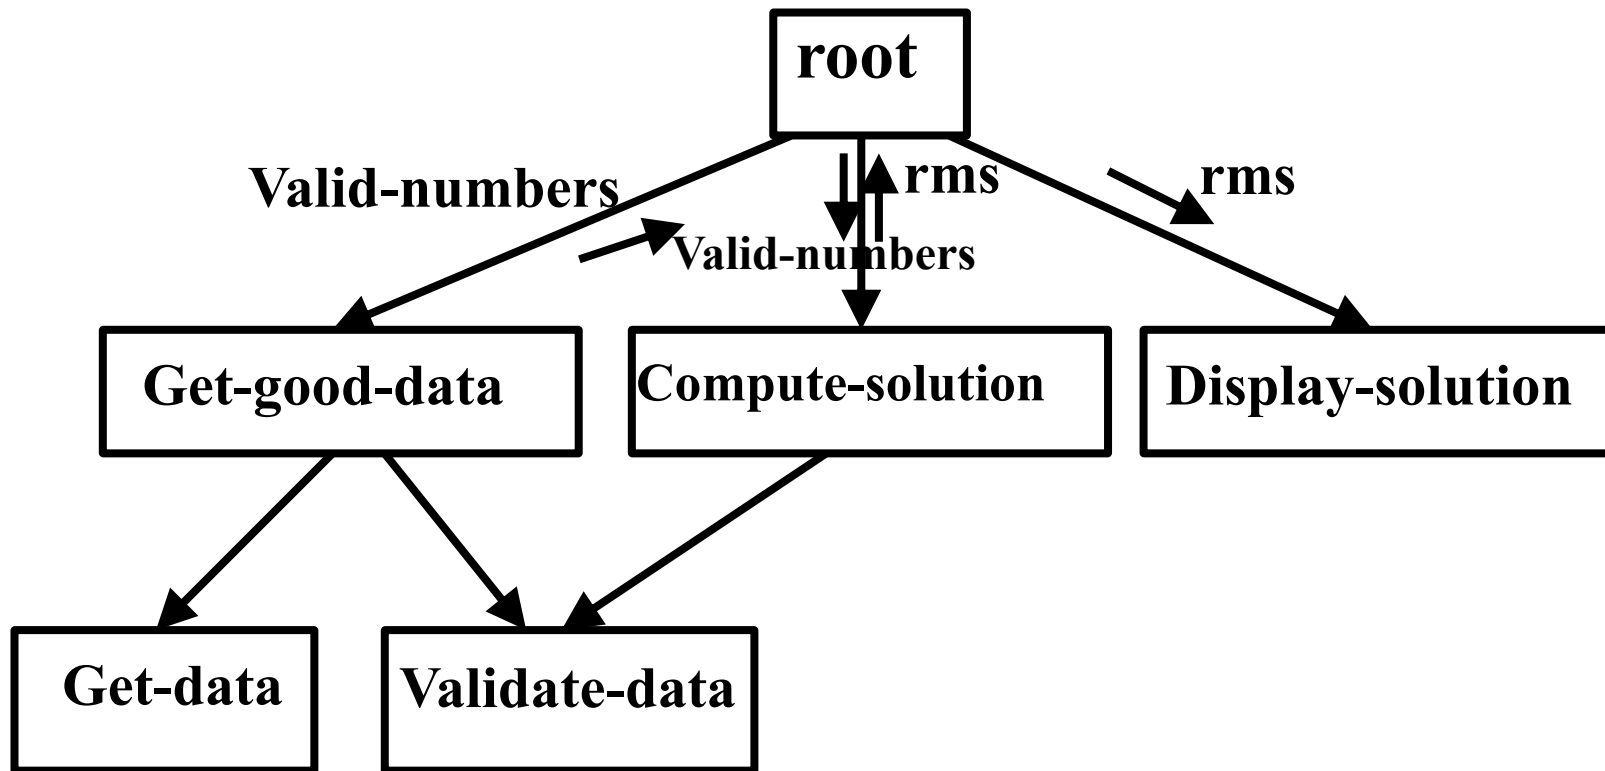 root
Valid-numbers
rms
rms
Valid-numbers
Get-good-data
Compute-solution
Display-solution
Get-data
Validate-data